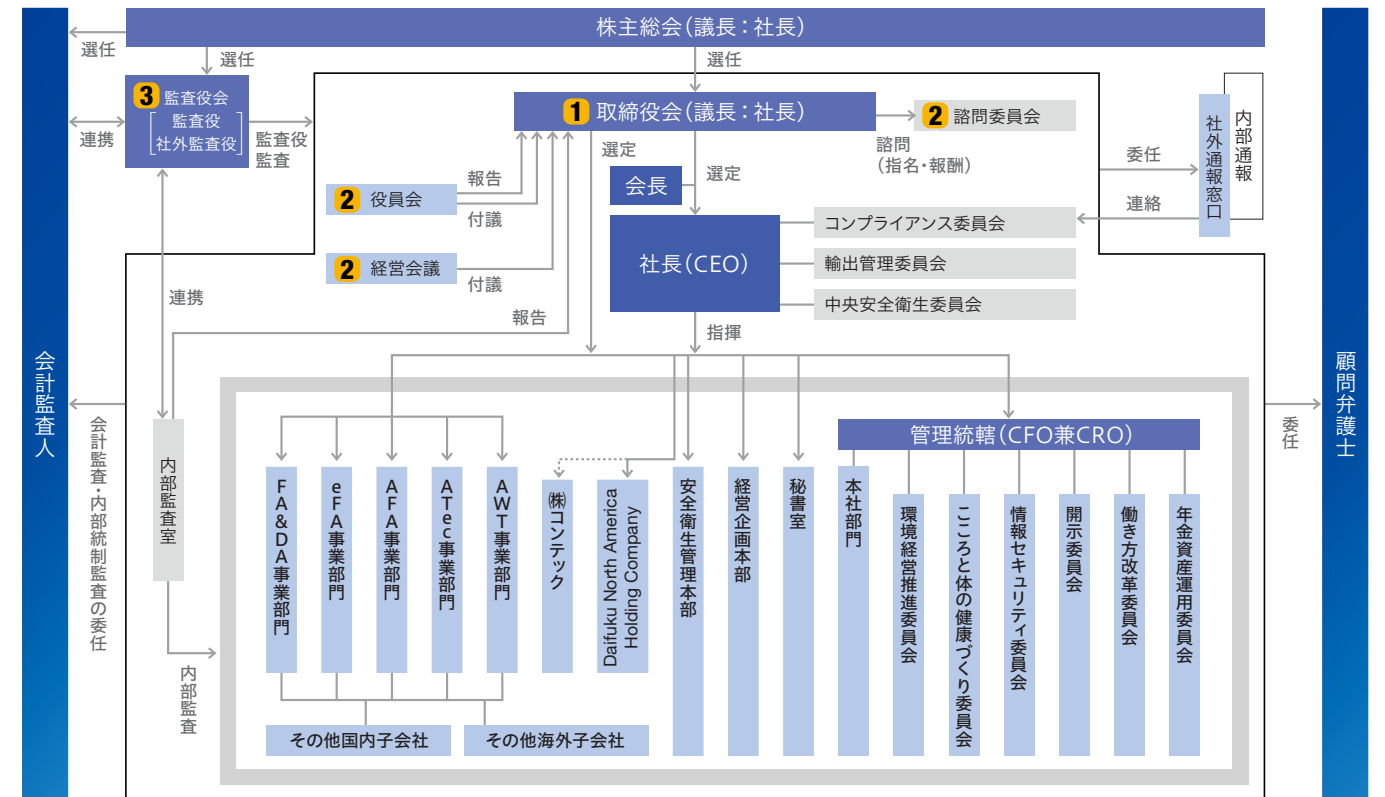 株主総会(議長:社長)
選任
選任
選任
3 監査役会
監査役
社外監査役
連携
監査役
監査
1 取締役会(議長:社長)
2 諮問委員会
諮問
(指名・報酬)
選定
選定
2 役員会
報告
付議
2 経営会議
付議
会長
社長(CEO)
コンプライアンス委員会
輸出管理委員会
中央安全衛生委員会
委任
連絡
社外通報窓口
内部通報
連携
報告
指揮
会計監査人
会計監査・内部統制監査の委任
内部監査室
内部監査
顧問弁護士
委任
管理統轄(CFO兼CRO)
FA&DA事業部門
eFA事業部門
AFA事業部門
ATec事業部門
AWT事業部門
㈱コンテック
Daifuku North America
Holding Company
安全衛生管理本部
経営企画本部
秘書室
本社部門
環境経営推進委員会
こころと体の健康づくり委員会
情報セキュリティ委員会
開示委員会
働き方改革委員会
年金資産運用委員会
その他国内子会社
その他海外子会社